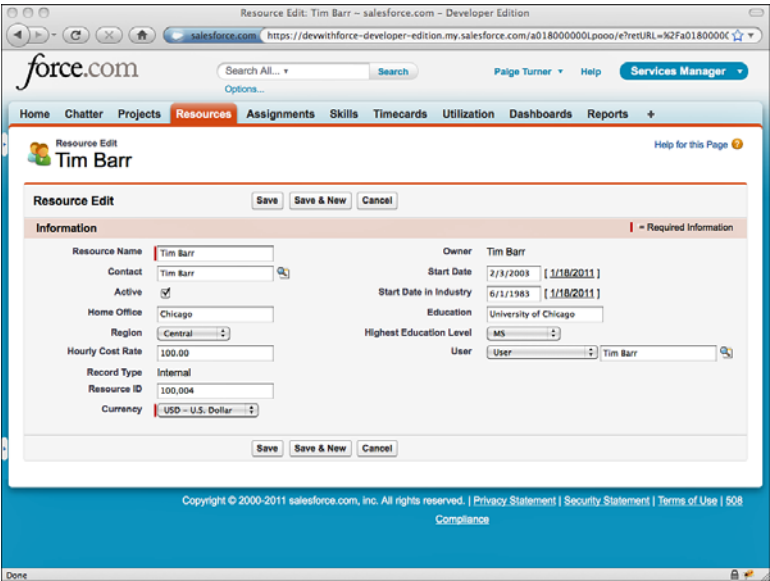 Resource Edit: Tim Barr – salesforce.com – Developer Edition
salesforce.com https://devwithforce-developer-edition.my.salesforce.com/a018000000Lpooo/e?retURL=%2Fa0180000C
force.com
Search All...
Search
Paige Turner
Help
Services Manager
Options...
Home Chatter Projects Resources Assignments Skills Timecards Utilization Dashboards Reports +
Resource Edit
Tim Barr
Help for this Page
Resource Edit
Save Save & New Cancel
Information
= Required Information
Resource Name Tim Barr
Owner Tim Barr
Contact Tim Barr
Start Date 2/3/2003 [ 1/18/2011 ]
Active
Start Date in Industry 6/1/1983 [ 1/18/2011 ]
Home Office Chicago
Education University of Chicago
Region Central
Highest Education Level MS
Hourly Cost Rate 100.00
User User Tim Barr
Record Type Internal
Resource ID 100,004
Currency USD – U.S. Dollar
Save Save & New Cancel
Copyright © 2000-2011 salesforce.com, inc. All rights reserved. | Privacy Statement | Security Statement | Terms of Use | 508
Compliance
Done